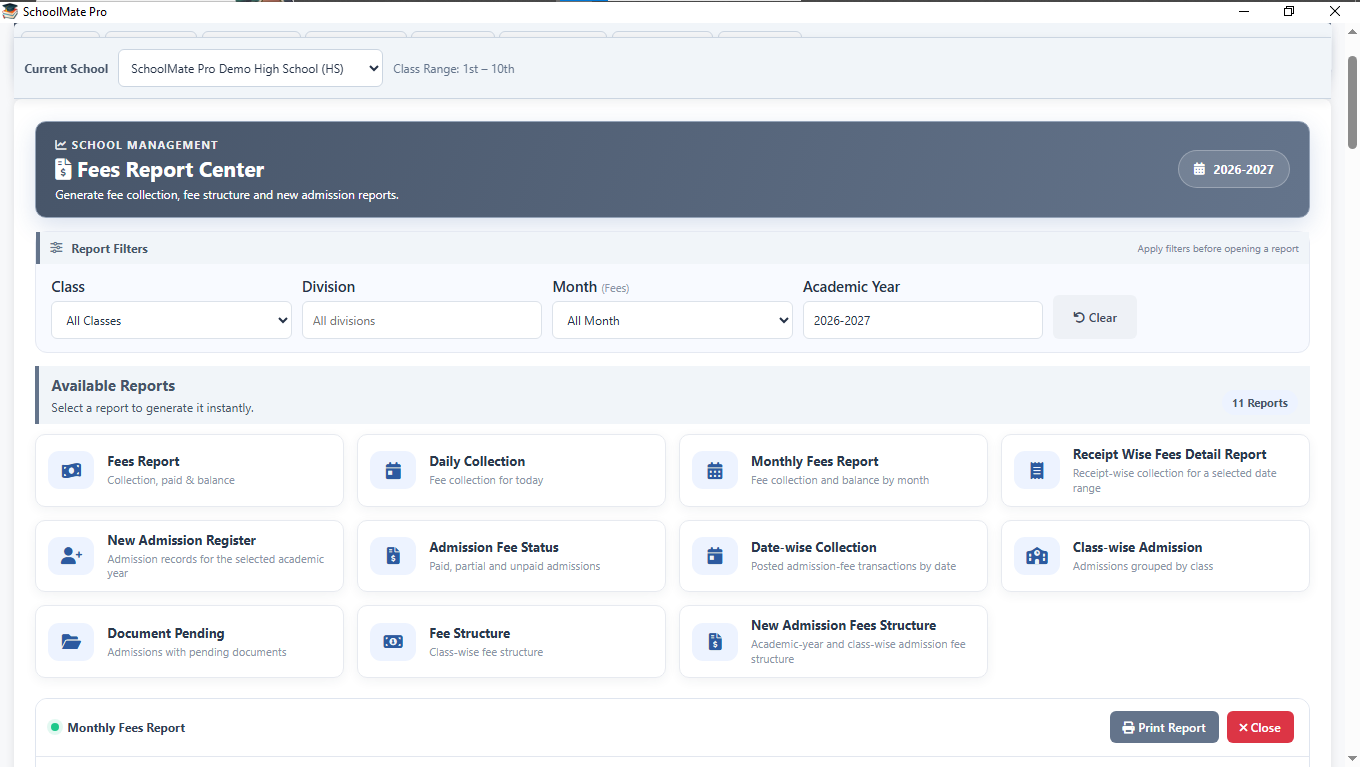 SchoolMate Pro
Current School
SchoolMate Pro Demo High School (HS)
Class Range: 1st – 10th
SCHOOL MANAGEMENT
Fees Report Center
Generate fee collection, fee structure and new admission reports.
2026-2027
Report Filters
Apply filters before opening a report
Class
Division
Month (Fees)
Academic Year
All Classes
All divisions
All Month
2026-2027
Clear
Available Reports
Select a report to generate it instantly.
11 Reports
Fees Report
Collection, paid & balance
Daily Collection
Fee collection for today
Monthly Fees Report
Fee collection and balance by month
Receipt Wise Fees Detail Report
Receipt-wise collection for a selected date
range
New Admission Register
Admission records for the selected academic
year
Admission Fee Status
Paid, partial and unpaid admissions
Date-wise Collection
Posted admission-fee transactions by date
Class-wise Admission
Admissions grouped by class
Document Pending
Admissions with pending documents
Fee Structure
Class-wise fee structure
New Admission Fees Structure
Academic-year and class-wise admission fee
structure
Monthly Fees Report
Print Report
Close